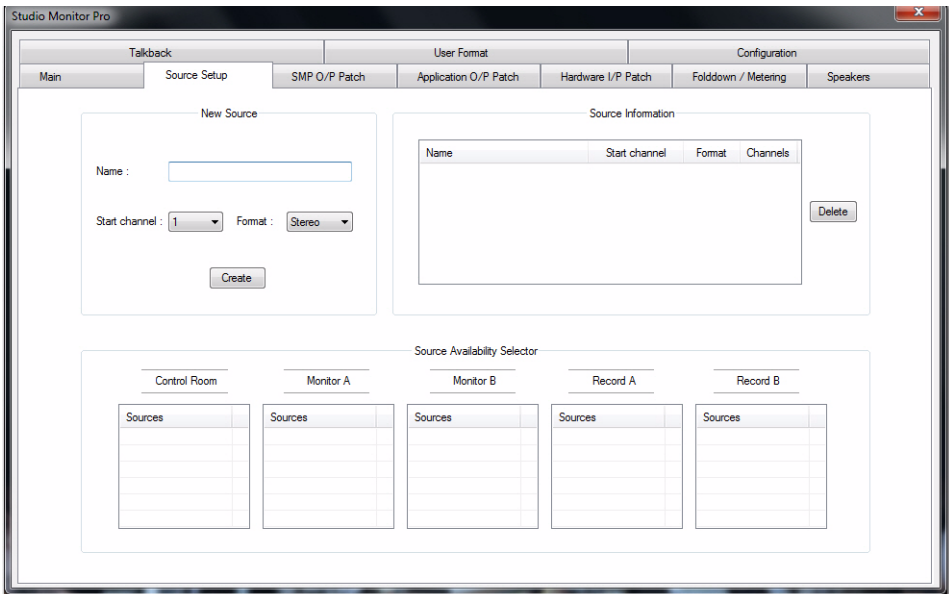 Studio Monitor Pro
x
Talkback User Format Configuration
Main Source Setup SMP O/P Patch Application O/P Patch Hardware I/P Patch Folddown / Metering Speakers
New Source
Name :
Start channel : 1 Format : Stereo
Create
Source Information
Name Start channel Format Channels
Delete
Source Availability Selector
Control Room Monitor A Monitor B Record A Record B
Sources Sources Sources Sources Sources